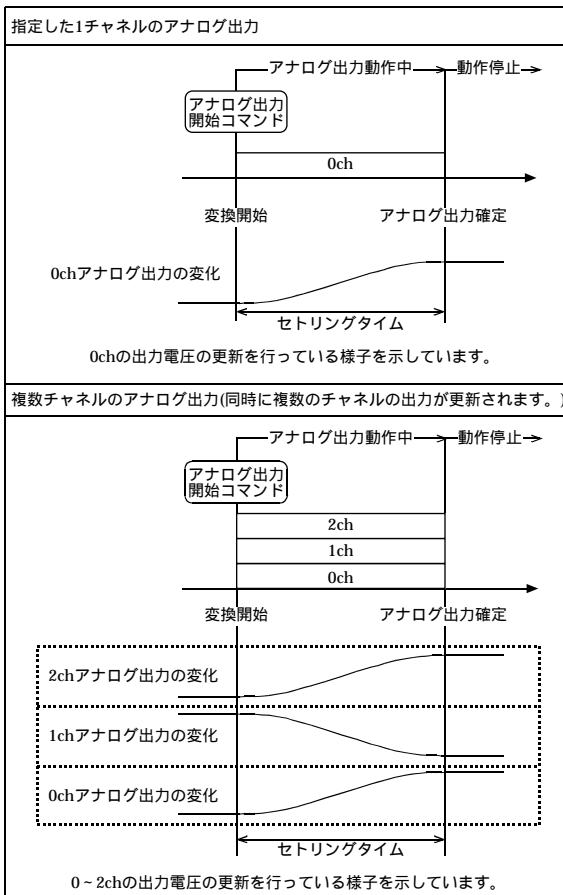 指定した1チャネルのアナログ出力
アナログ出力動作中
動作停止
アナログ出力
開始コマンド
0ch
変換開始
アナログ出力確定
0chアナログ出力の変化
セトリングタイム
0chの出力電圧の更新を行っている様子を示しています。
複数チャネルのアナログ出力(同時に複数のチャネルの出力が更新されます。)
アナログ出力動作中
動作停止
アナログ出力
開始コマンド
2ch
1ch
0ch
変換開始
アナログ出力確定
2chアナログ出力の変化
1chアナログ出力の変化
0chアナログ出力の変化
セトリングタイム
0~2chの出力電圧の更新を行っている様子を示しています。